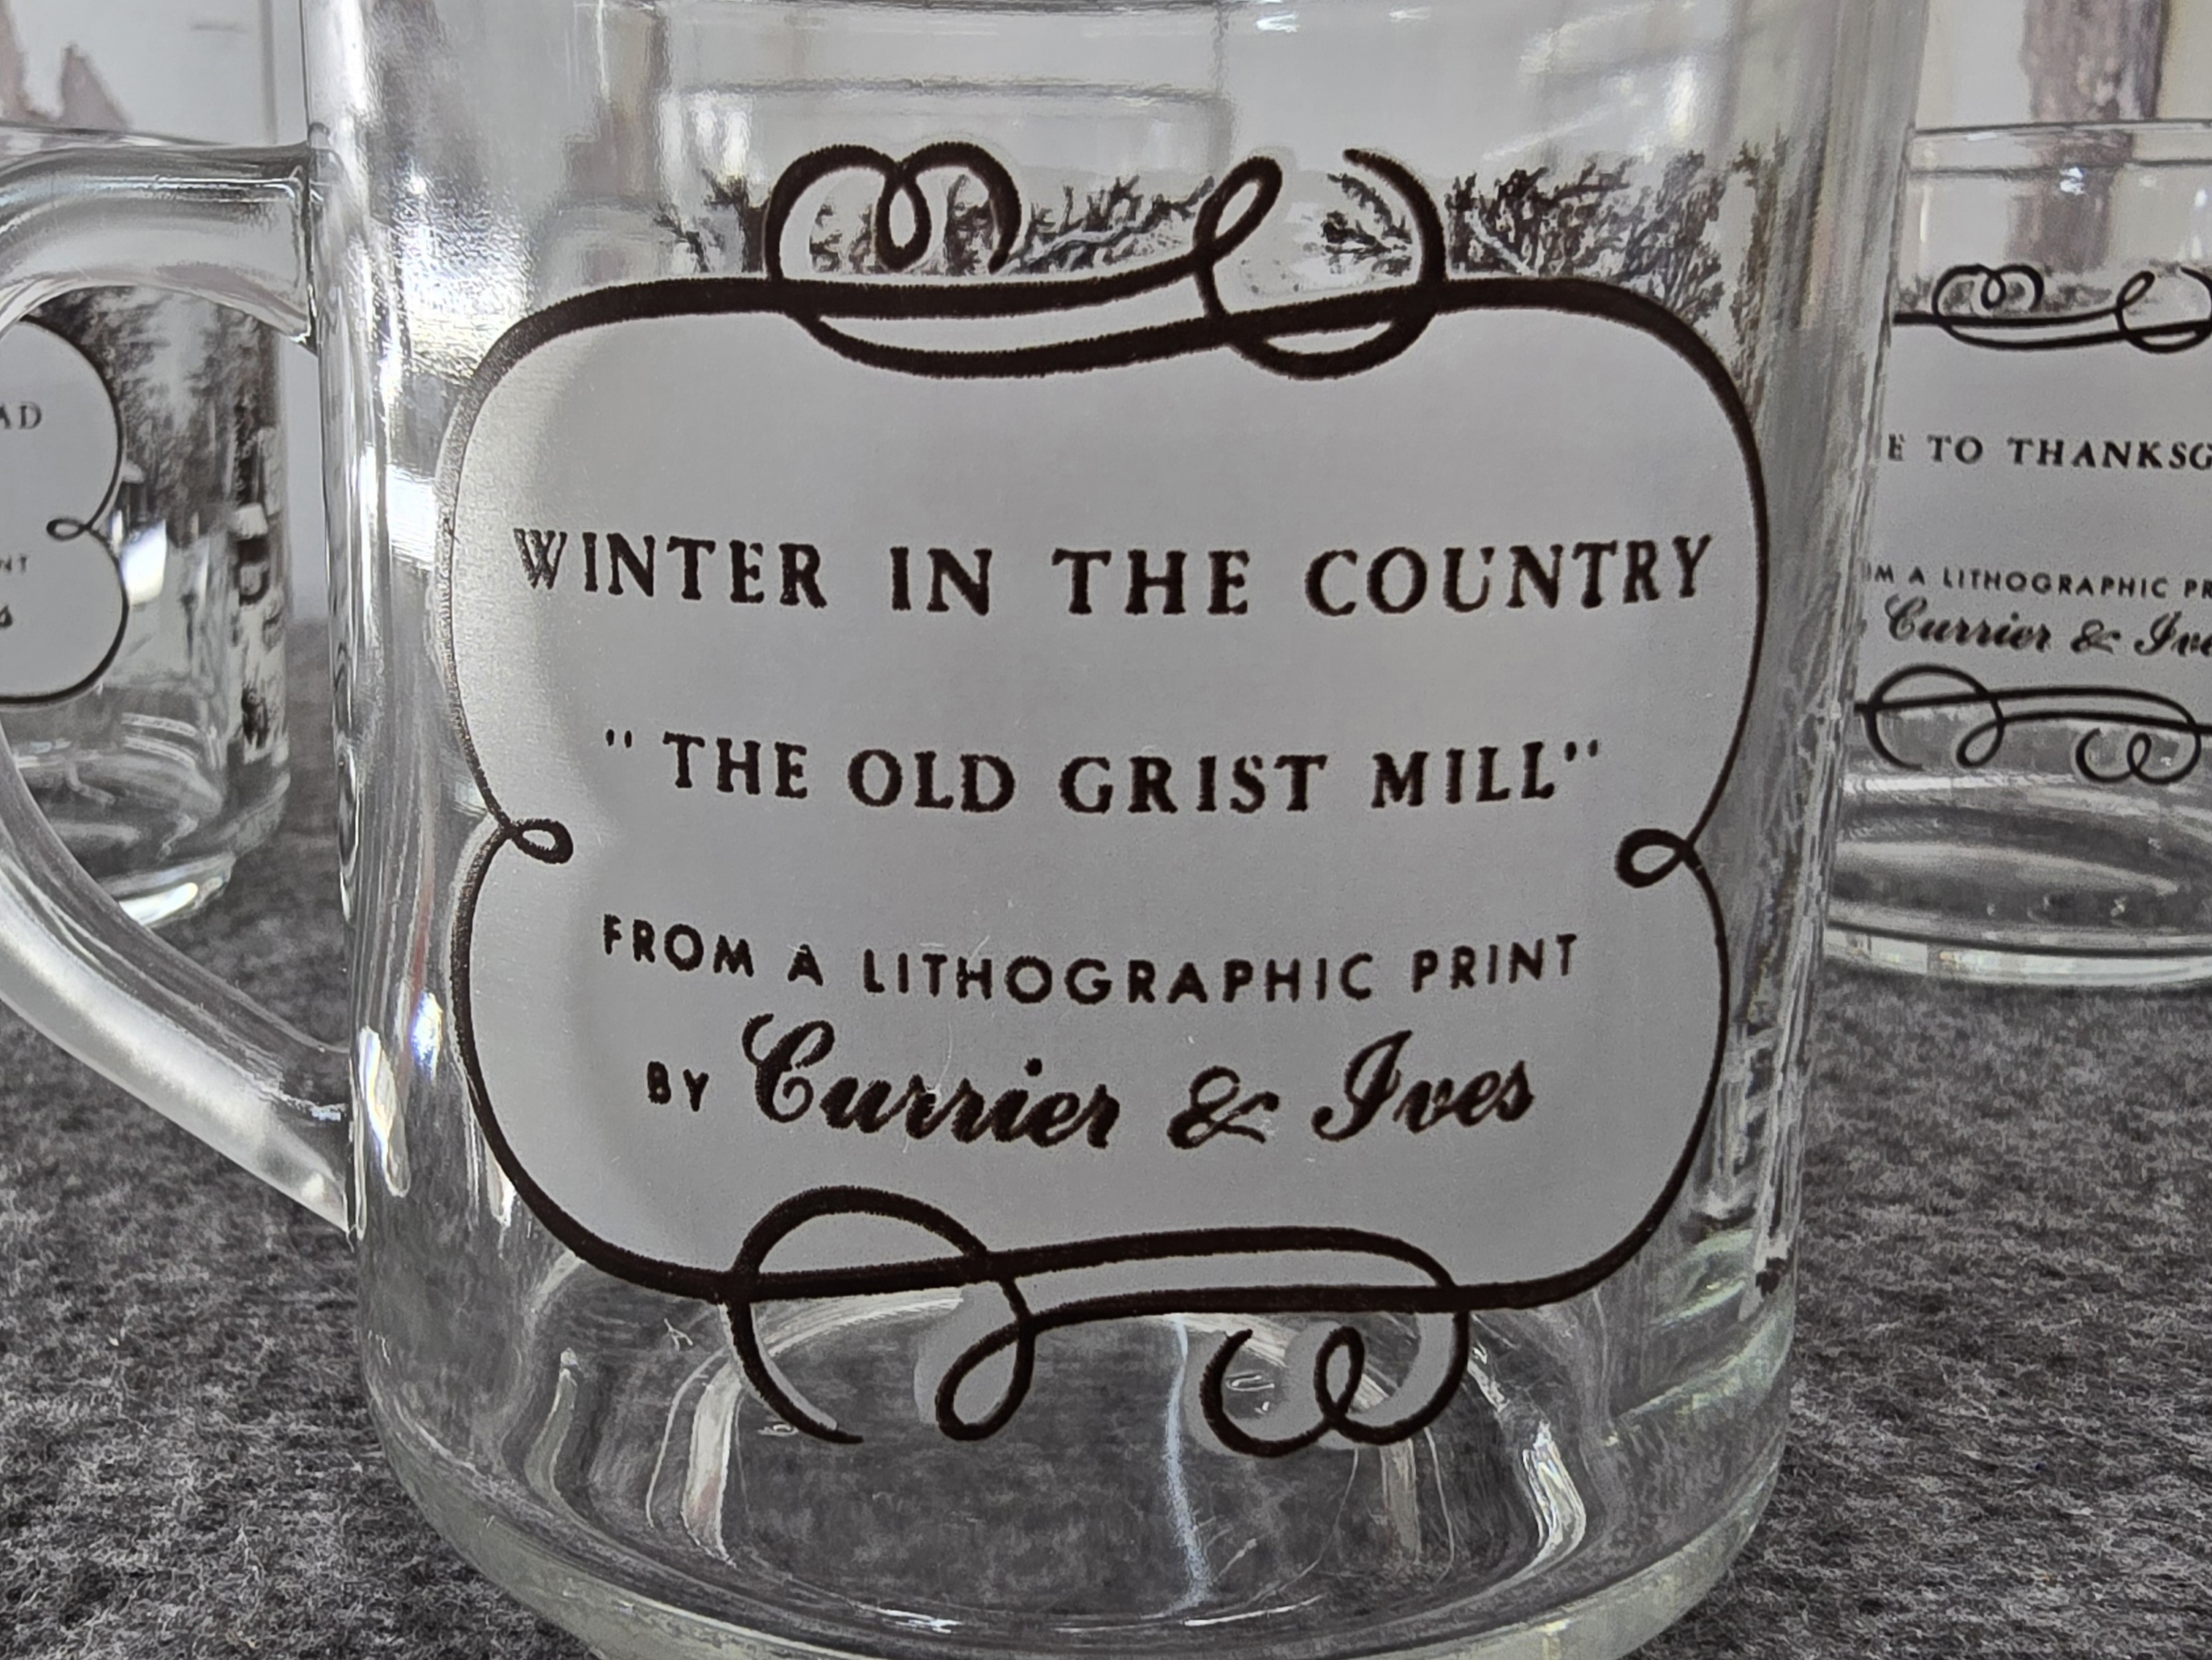 WINTER IN THE COUNTRY
"THE OLD GRIST MILL"
FROM A LITHOGRAPHIC PRINT
BY Currier & Ives
TO THANKSG
A LITHOGRAPHIC PR
Currier & Ive
AD
NT